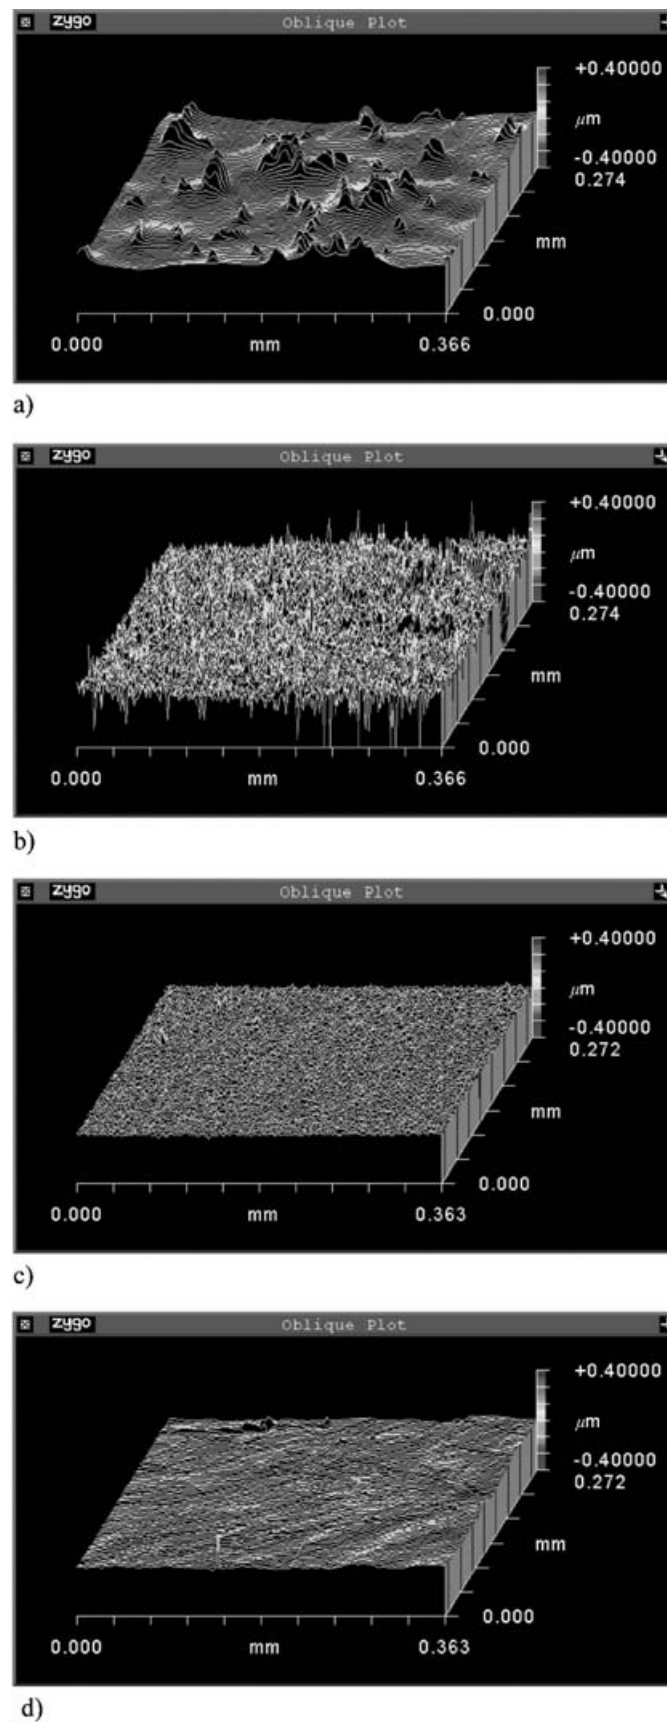 zygo Oblique Plot
+0.40000
μm
-0.40000
0.274
mm
0.000
0.000 mm 0.366
a)
zygo Oblique Plot
+0.40000
μm
-0.40000
0.274
mm
0.000
0.000 mm 0.366
b)
zygo Oblique Plot
+0.40000
μm
-0.40000
0.272
mm
0.000
0.000 mm 0.363
c)
zygo Oblique Plot
+0.40000
μm
-0.40000
0.272
mm
0.000
0.000 mm 0.363
d)